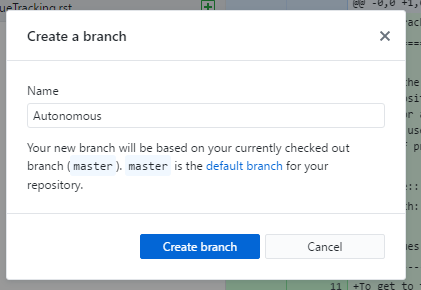 ueTracking.rst
@@ -0,0 +1,
Create a branch
Name
Autonomous
Your new branch will be based on your currently checked out
branch (master). master is the default branch for your
repository.
Create branch
Cancel
11 +To get to